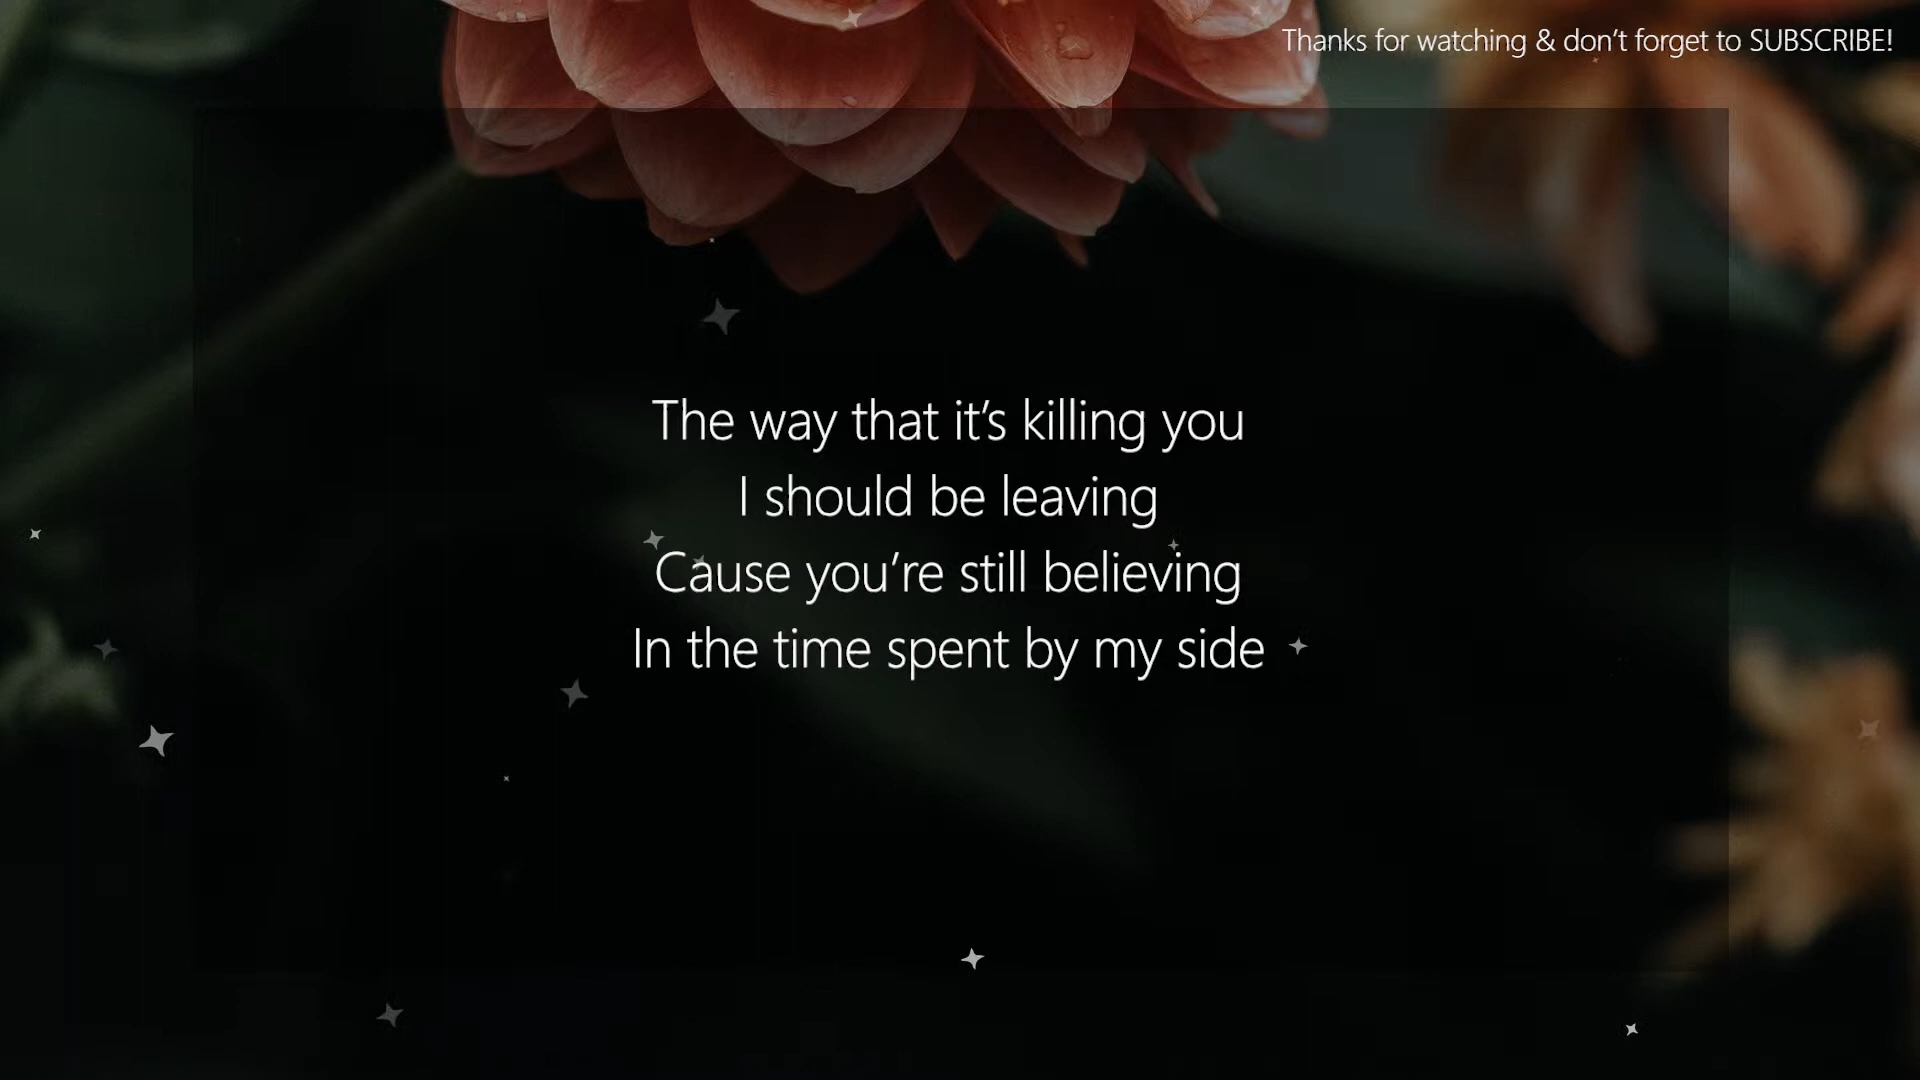 Thanks for watching & don’t forget to SUBSCRIBE!
The way that it’s killing you
I should be leaving
Cause you’re still believing
In the time spent by my side